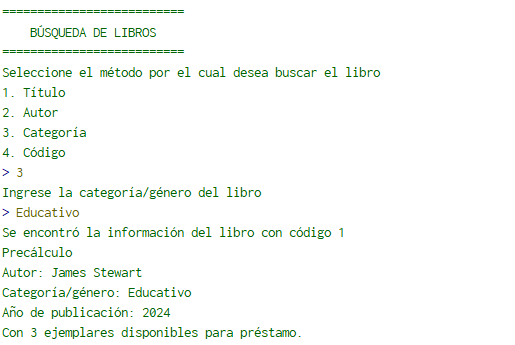 ==========================
BÚSQUEDA DE LIBROS
==========================
Seleccione el método por el cual desea buscar el libro
1. Título
2. Autor
3. Categoría
4. Código
> 3
Ingrese la categoría/género del libro
> Educativo
Se encontró la información del libro con código 1
Precálculo
Autor: James Stewart
Categoría/género: Educativo
Año de publicación: 2024
Con 3 ejemplares disponibles para préstamo.